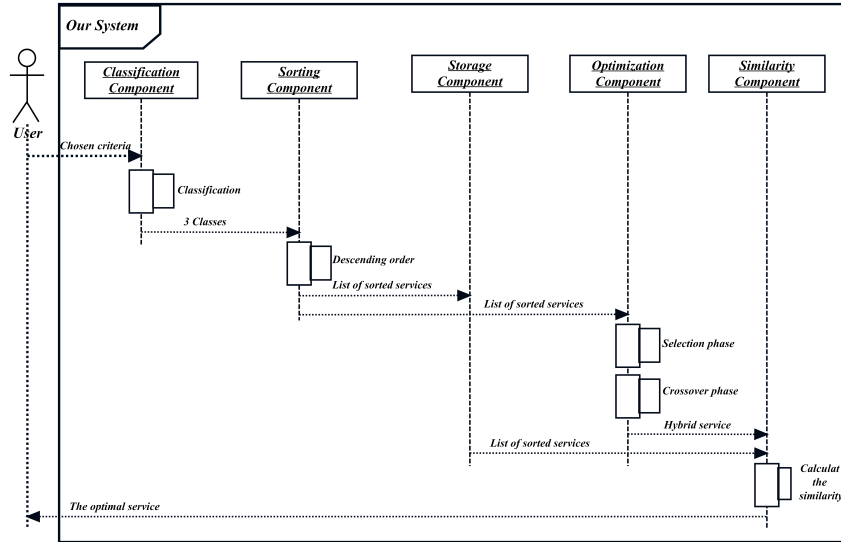 Our System
Classification
Component
Sorting
Component
Storage
Component
Optimization
Component
Similarity
Component
User
Chosen criteria
Classification
3 Classes
Descending order
List of sorted services
List of sorted services
Selection phase
Crossover phase
Hybrid service
List of sorted services
Calculat
the
similarity
The optimal service